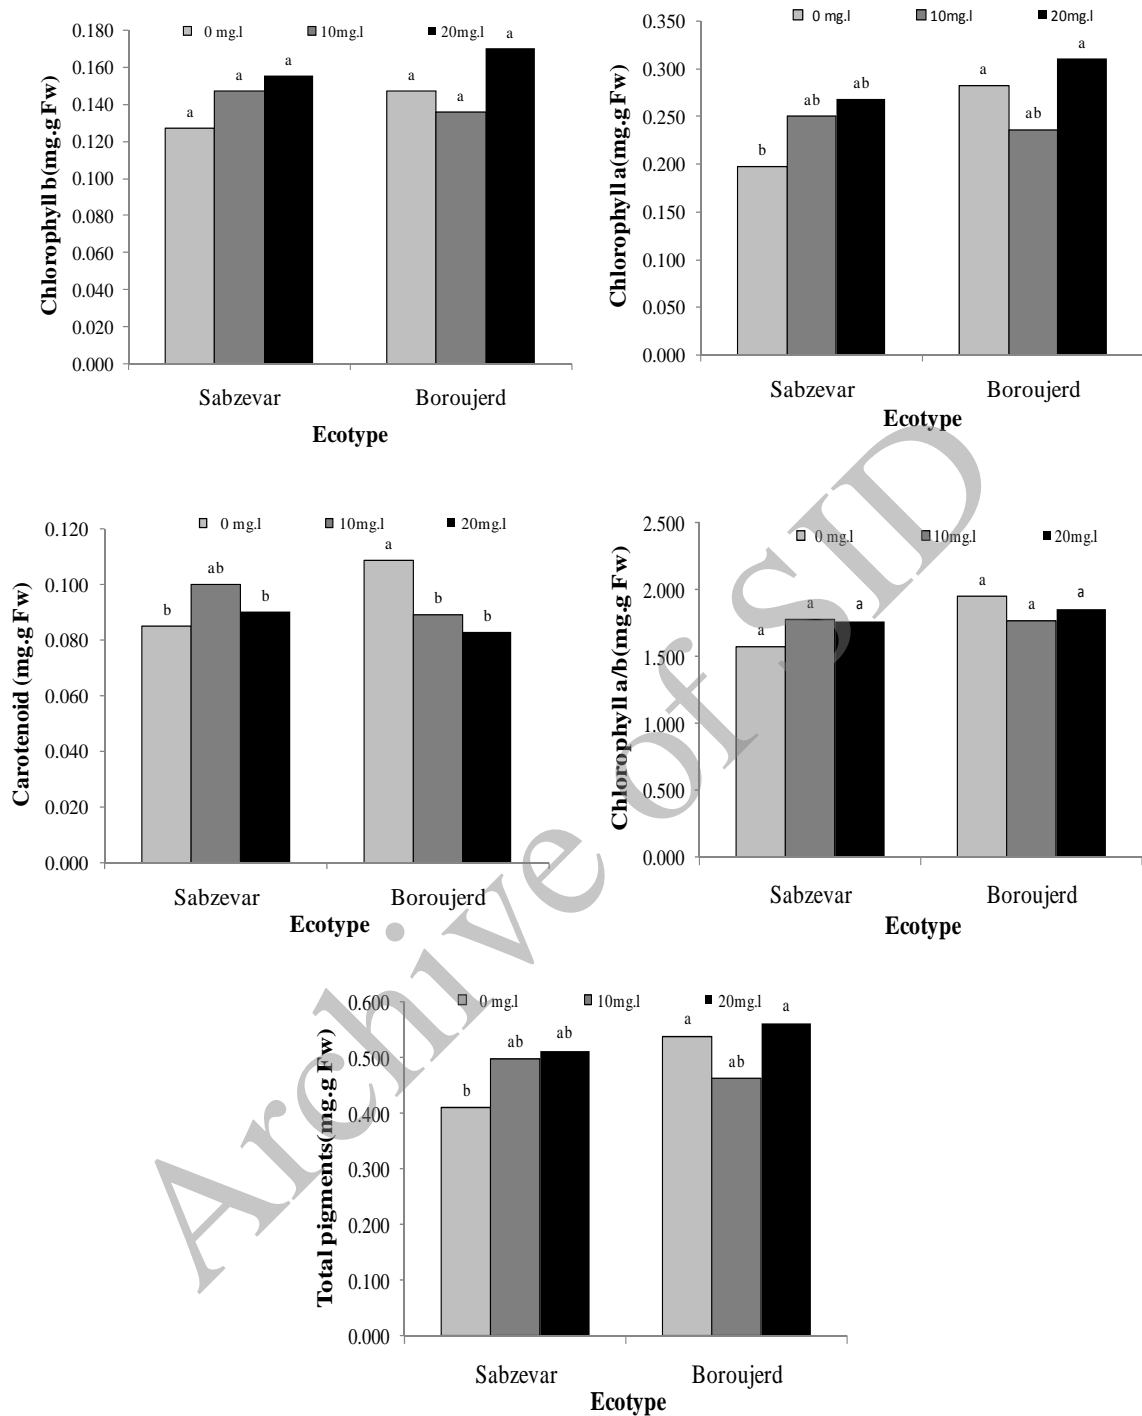 0 mg.l 10mg.l 20mg.l
Chlorophyll b(mg.g Fw)
0.180
0.160
0.140
0.120
0.100
0.080
0.060
0.040
0.020
0.000
a a a a a a
Sabzevar Boroujerd
Ecotype
0 mg.l 10mg.l 20mg.l
Chlorophyll a(mg.g Fw)
0.350
0.300
0.250
0.200
0.150
0.100
0.050
0.000
b ab ab a ab a
Sabzevar Boroujerd
Ecotype
0 mg.l 10mg.l 20mg.l
Carotenoid (mg.g Fw)
0.120
0.100
0.080
0.060
0.040
0.020
0.000
b ab b a b b
Sabzevar Boroujerd
Ecotype
0 mg.l 10mg.l 20mg.l
Chlorophyll a/b(mg.g Fw)
2.500
2.000
1.500
1.000
0.500
0.000
a a a a a a
Sabzevar Boroujerd
Ecotype
0 mg.l 10mg.l 20mg.l
Total pigments(mg.g Fw)
0.600
0.500
0.400
0.300
0.200
0.100
0.000
b ab ab a ab a
Sabzevar Boroujerd
Ecotype
Archive of SID